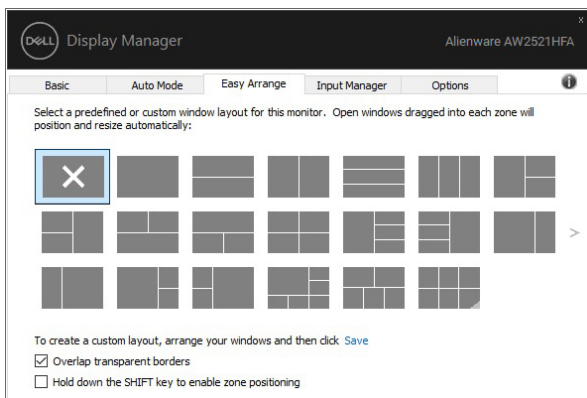 DELL Display Manager
Alienware AW2521HFA
Basic
Auto Mode
Easy Arrange
Input Manager
Options
Select a predefined or custom window layout for this monitor. Open windows dragged into each zone will
position and resize automatically:
To create a custom layout, arrange your windows and then click Save
Overlap transparent borders
Hold down the SHIFT key to enable zone positioning